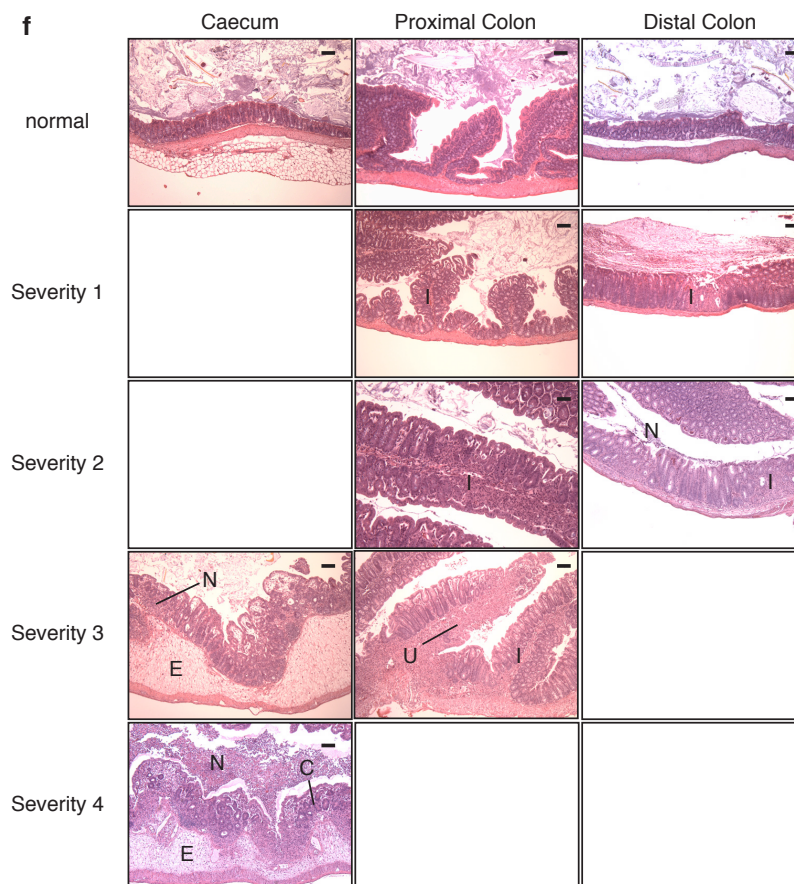 f
Caecum Proximal Colon Distal Colon
normal
Severity 1
I I
Severity 2
I N I
Severity 3
N E U I
Severity 4
N C E